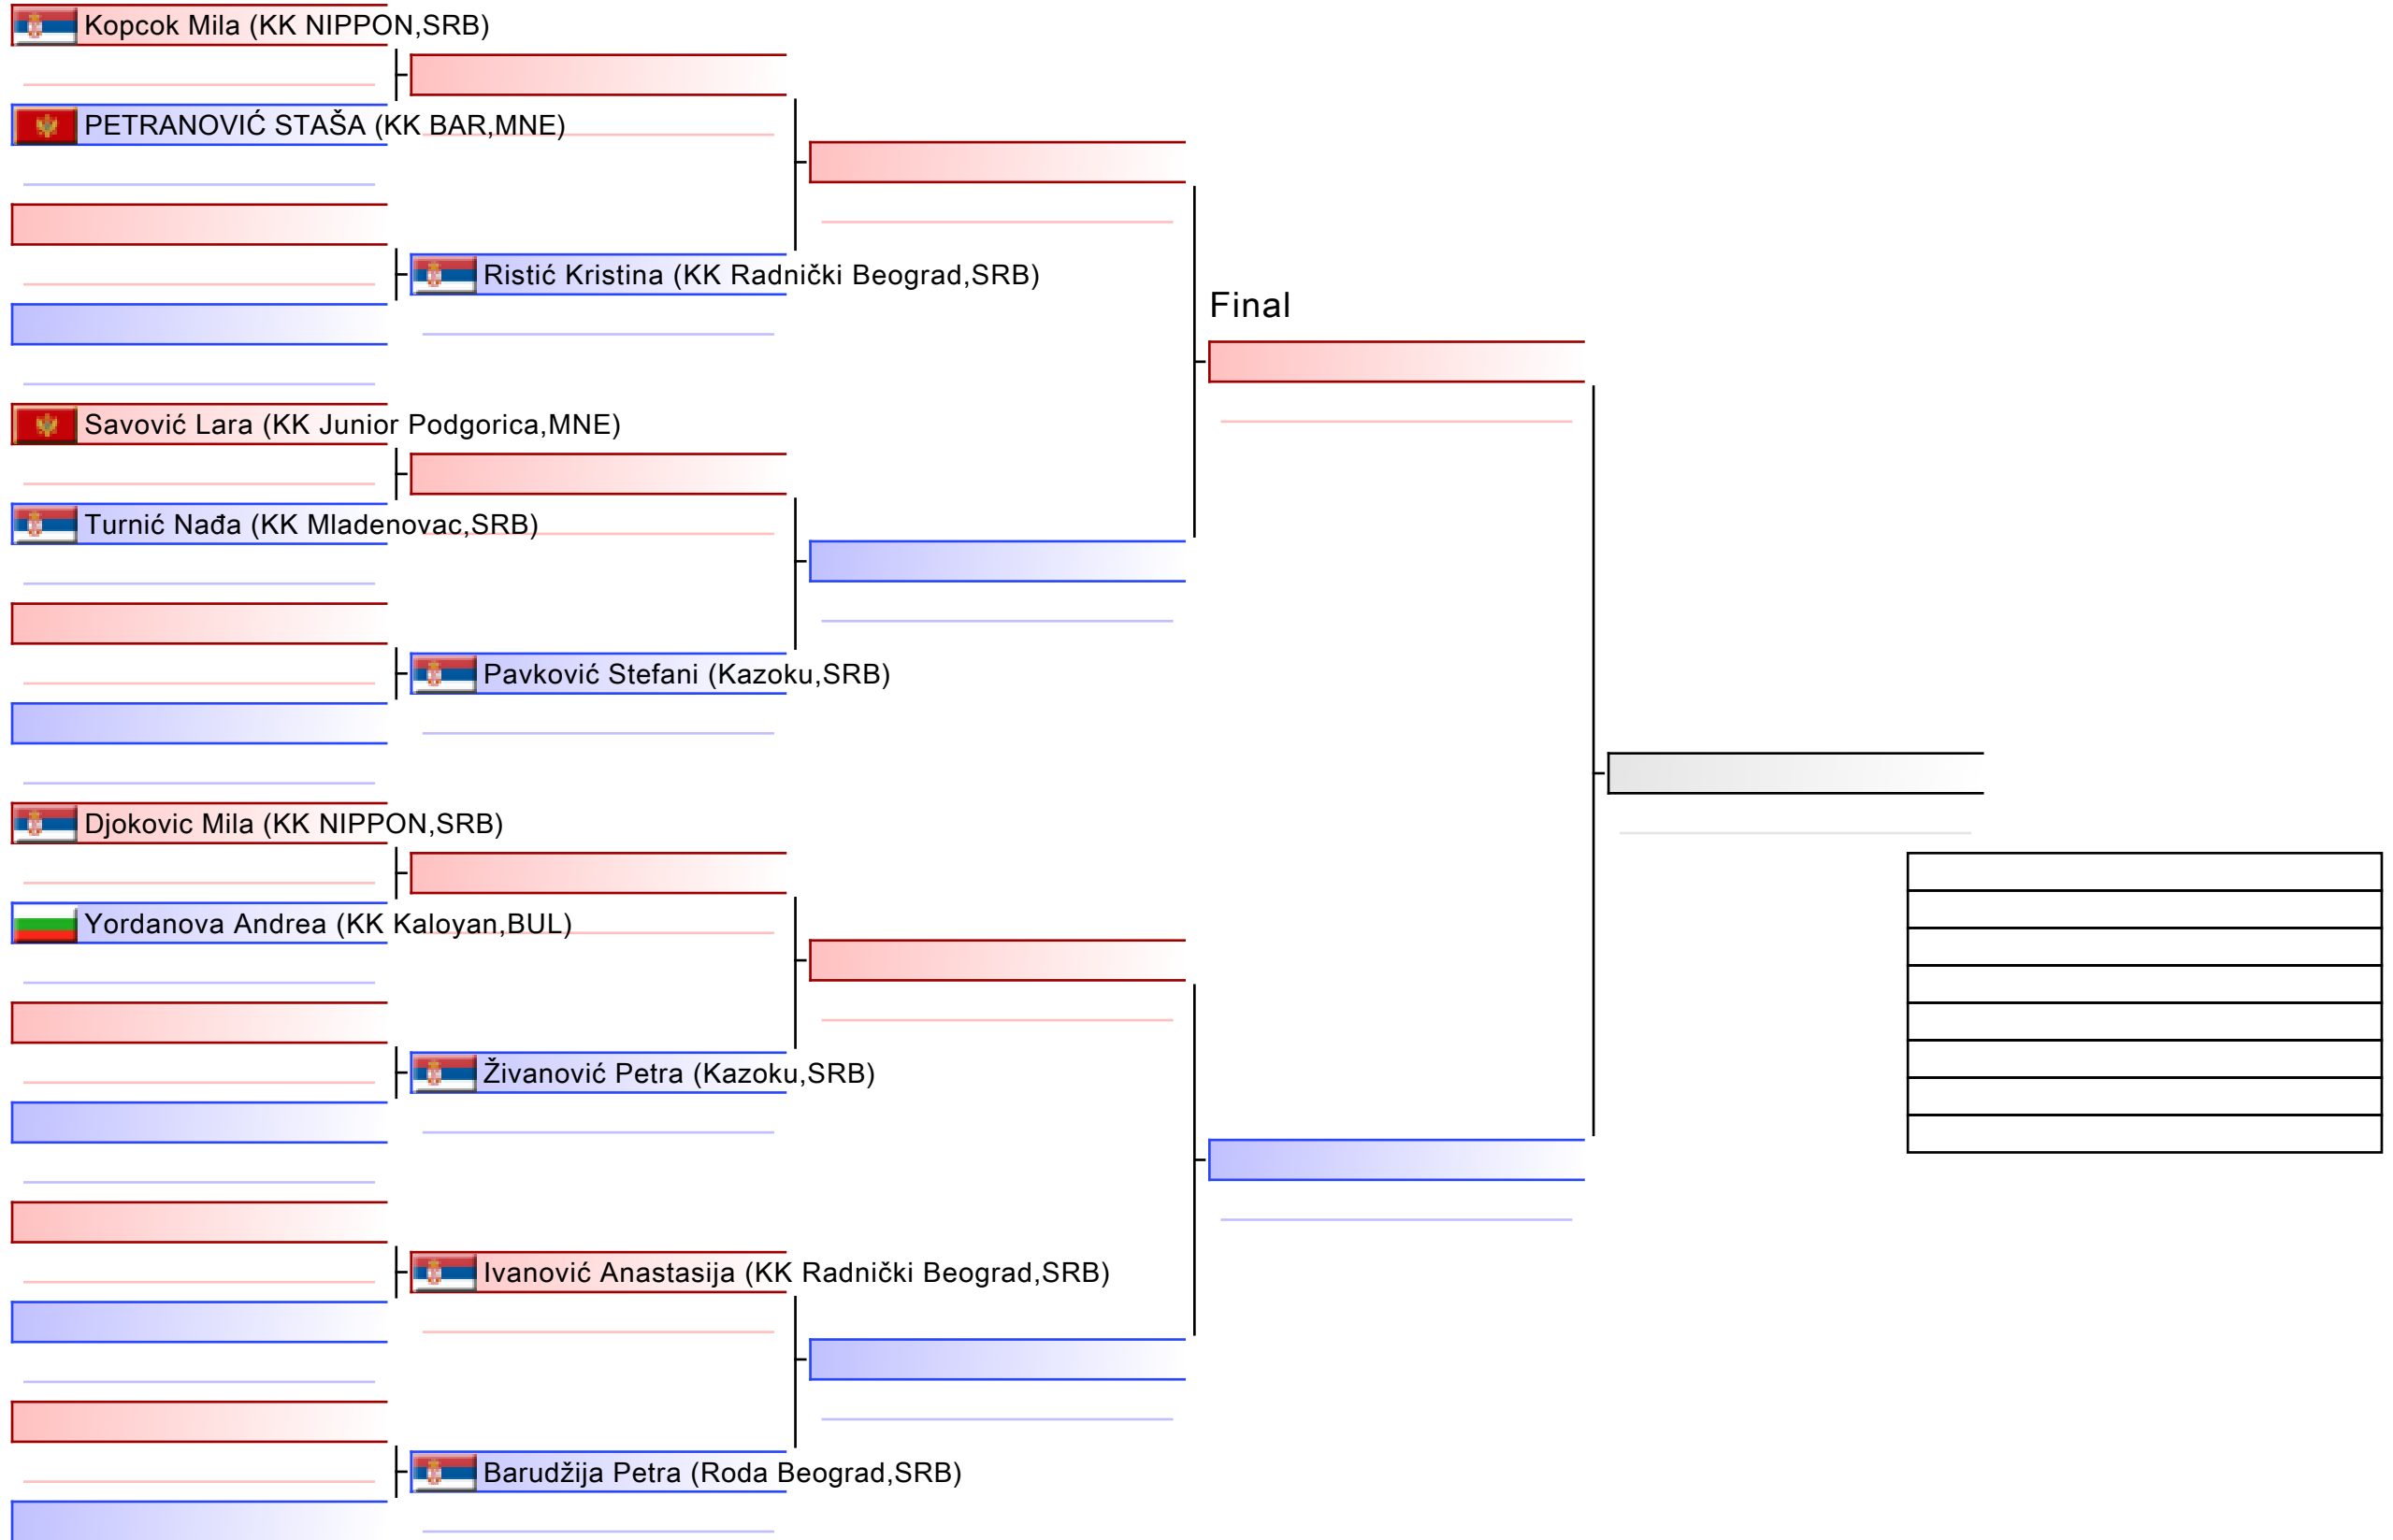 Kopcok Mila (KK NIPPON,SRB)
PETRANOVIĆ STAŠA (KK BAR,MNE)
Ristić Kristina (KK Radnički Beograd,SRB)
Final
Savović Lara (KK Junior Podgorica,MNE)
Turnić Nađa (KK Mladenovac,SRB)
Pavković Stefani (Kazoku,SRB)
Djokovic Mila (KK NIPPON,SRB)
Yordanova Andrea (KK Kaloyan,BUL)
Živanović Petra (Kazoku,SRB)
Ivanović Anastasija (KK Radnički Beograd,SRB)
Barudžija Petra (Roda Beograd,SRB)